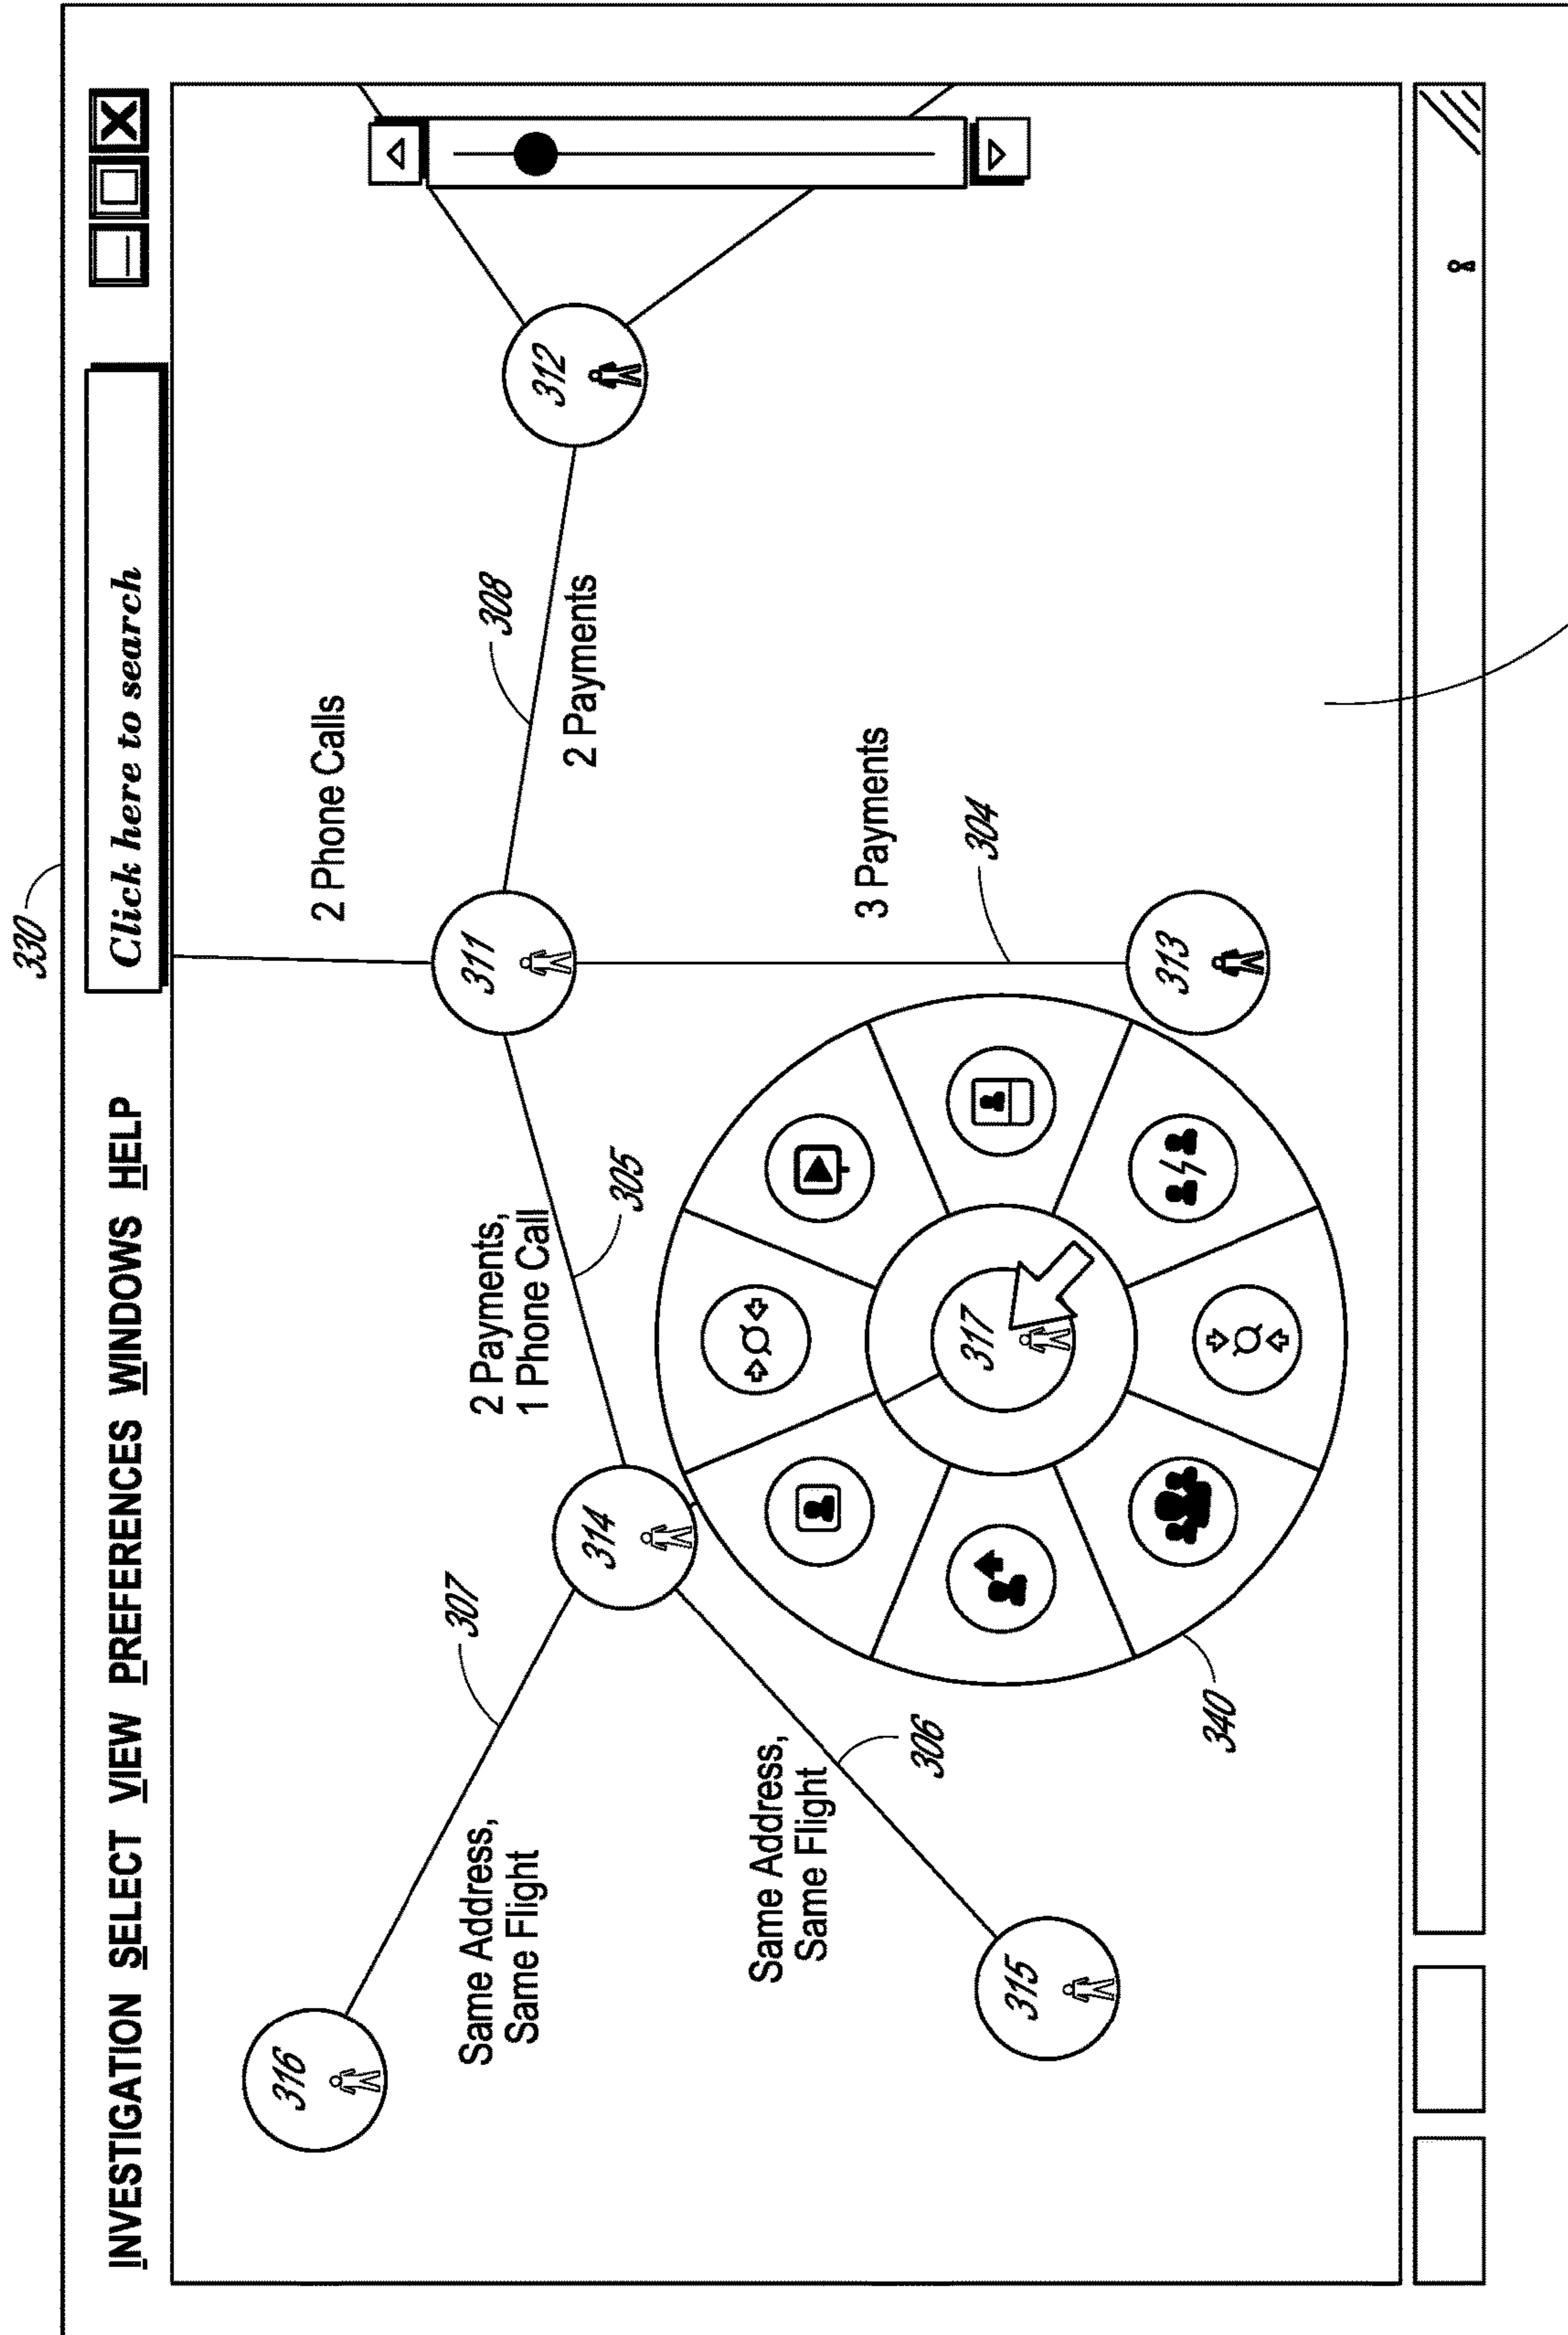 330
INVESTIGATION SELECT VIEW PREFERENCES WINDOWS HELP
Click here to search
316
2 Phone Calls
307
Same Address,
Same Flight
2 Payments,
1 Phone Call
311
308
312
2 Payments
314
305
Same Address,
Same Flight
306
3 Payments
304
317
315
313
340